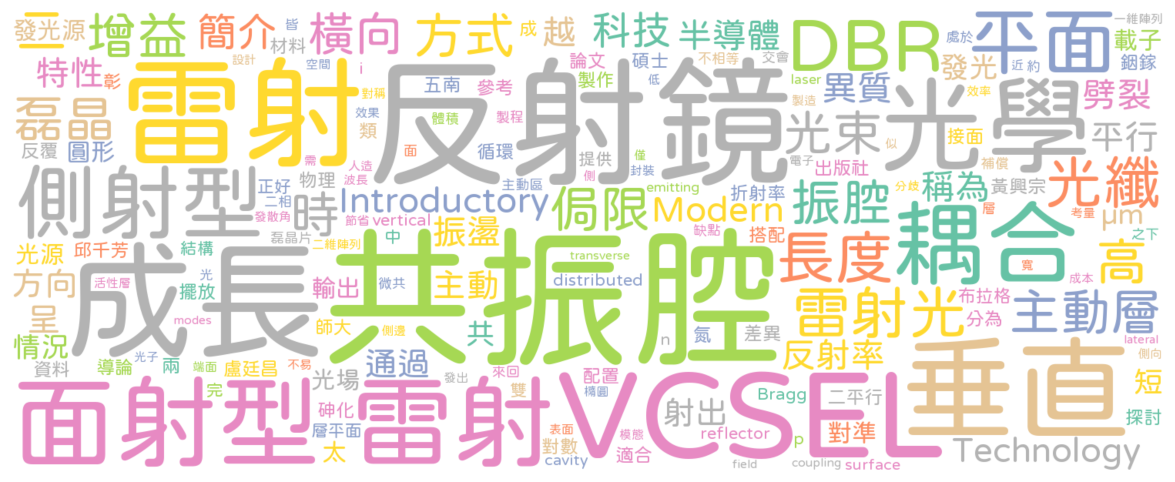 發光源
增益
簡介
橫向
方式
成
越
科技
半導體
DBR
平面
處於
一維陣列
載子
近
約
銦鎵
二
皆
材料
設計
空間
i
對稱
特性
彰
雷射
效果
反射鏡
五南
論文
製作
參考
碩士
低
不相等
交會
laser
異質
發光
效率
劈裂
磊晶
反覆
圓形
類
體積
製程
面
循環
提供
製造
光束
電子
似
光學
接面
平行
側射型
時
正好
二相
發散角
物理
需
人造
波長
側
主動區
僅
封裝
Introductory
節省
vertical
侷限
emitting
Modern
折射率
出版社
振腔
分歧
稱為
補償
黃興宗
層
光纖
考量
μm
之下
光源
邱千芳
結構
磊晶片
二維陣列
中
振盪
缺點
搭配
耦合
高
方向
活性層
光
擺放
成長
輸出
微共
共振腔
主動
transverse
distributed
長度
寬
成本
呈
modes
師大
側邊
共
n
氮
差異
雷射光
布拉格
分為
主動層
lateral
情況
資料
導論
光子
兩
端面
盧廷昌
不易
通過
來回
反射率
側向
垂直
短
完
光場
發出
雙
橢圓
配置
Bragg
二平行
探討
面射型雷射
VCSEL
砷化
層平面
太
表面
對數
cavity
模態
適合
射出
reflector
field
p
對準
coupling
surface
Technology